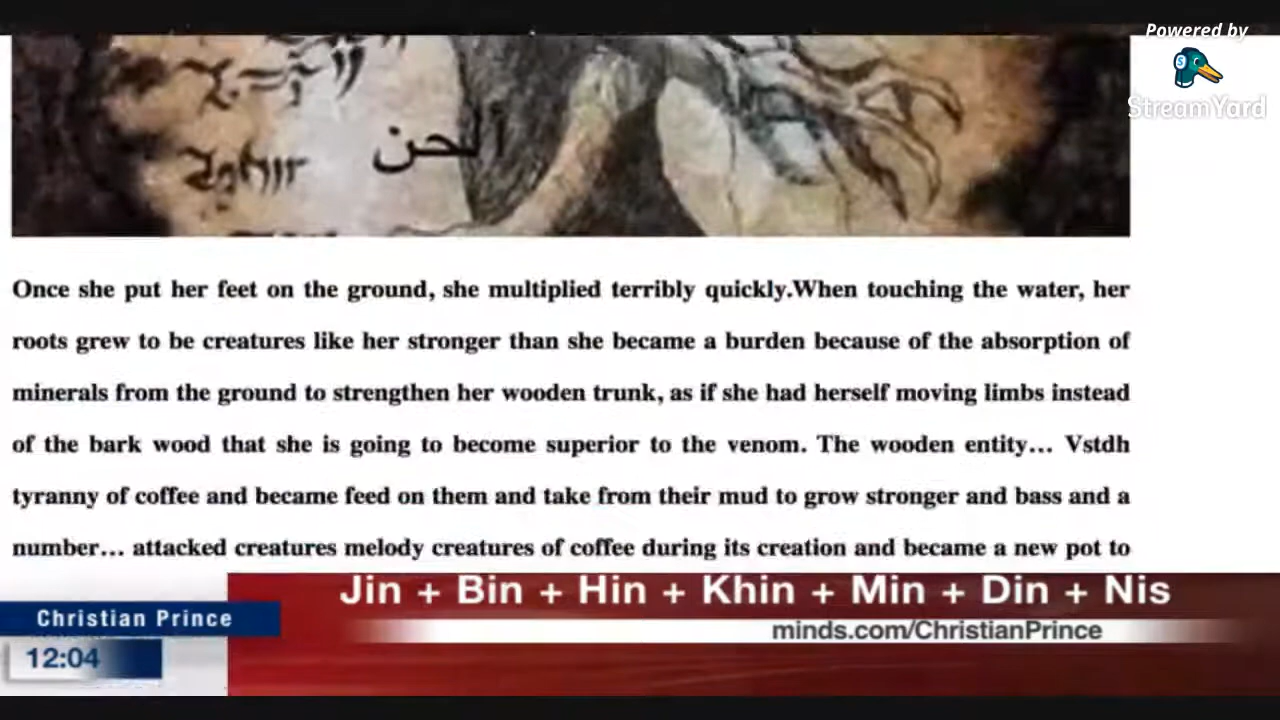 Powered by
StreamYard
الحن
Once she put her feet on the ground, she multiplied terribly quickly.When touching the water, her
roots grew to be creatures like her stronger than she became a burden because of the absorption of
minerals from the ground to strengthen her wooden trunk, as if she had herself moving limbs instead
of the bark wood that she is going to become superior to the venom. The wooden entity... Vstdh
tyranny of coffee and became feed on them and take from their mud to grow stronger and bass and a
number... attacked creatures melody creatures of coffee during its creation and became a new pot to
Jin + Bin + Hin + Khin + Min + Din + Nis
Christian Prince
minds.com/ChristianPrince
12:04